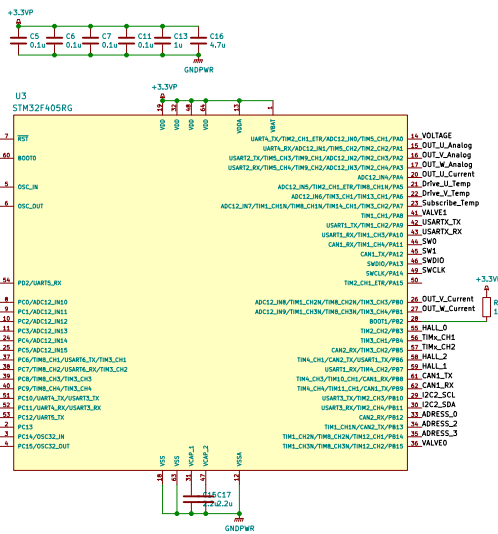 +3.3VP
C5
0.1u
C6
0.1u
C7
0.1u
C11
0.1u
C13
1u
C16
4.7u
GNDPWR
U3
STM32F405RG
+3.3VP
19
32
48
64
13
1
VDD
VDD
VDD
VDD
VDDA
VBAT
7 RST
60 BOOT0
5 OSC_IN
6 OSC_OUT
54 PD2/UART5_RX
8 PC0/ADC12_IN10
9 PC1/ADC12_IN11
10 PC2/ADC12_IN12
11 PC3/ADC12_IN13
24 PC4/ADC12_IN14
25 PC5/ADC12_IN15
37 PC6/TIM8_CH1/USART6_TX/TIM3_CH1
38 PC7/TIM8_CH2/USART6_RX/TIM3_CH2
39 PC8/TIM8_CH3/TIM3_CH3
40 PC9/TIM8_CH4/TIM3_CH4
51 PC10/UART4_TX/USART3_TX
52 PC11/UART4_RX/USART3_RX
53 PC12/UART5_TX
2 PC13
3 PC14/OSC32_IN
4 PC15/OSC32_OUT
UART4_TX/TIM2_CH1_ETR/ADC12_IN0/TIM5_CH1/PA0 14 VOLTAGE
UART4_RX/ADC12_IN1/TIM5_CH2/TIM2_CH2/PA1 15 OUT_U_Analog
USART2_TX/TIM5_CH3/TIM9_CH1/ADC12_IN2/TIM2_CH3/PA2 16 OUT_V_Analog
USART2_RX/TIM5_CH4/TIM9_CH2/ADC12_IN3/TIM2_CH4/PA3 17 OUT_W_Analog
ADC12_IN4/PA4 20 OUT_U_Current
ADC12_IN5/TIM2_CH1_ETR/TIM8_CH1N/PA5 21 Drive_U_Temp
ADC12_IN6/TIM3_CH1/TIM13_CH1/PA6 22 Drive_V_Temp
ADC12_IN7/TIM1_CH1N/TIM8_CH1N/TIM14_CH1/TIM3_CH2/PA7 23 Subscribe_Temp
TIM1_CH1/PA8 41 VALVE1
USART1_TX/TIM1_CH2/PA9 42 USARTX_TX
USART1_RX/TIM1_CH3/PA10 43 USARTX_RX
CAN1_RX/TIM1_CH4/PA11 44 SW0
CAN1_TX/PA12 45 SW1
SWDIO/PA13 46 SWDIO
SWCLK/PA14 49 SWCLK
TIM2_CH1_ETR/PA15 50
ADC12_IN8/TIM1_CH2N/TIM8_CH2N/TIM3_CH3/PB0 26 OUT_V_Current
ADC12_IN9/TIM1_CH3N/TIM8_CH3N/TIM3_CH4/PB1 27 OUT_W_Current
BOOT1/PB2 28
TIM2_CH2/PB3 55 HALL_0
TIM3_CH1/PB4 56 TIMx_CH1
CAN2_RX/TIM3_CH2/PB5 57 TIMx_CH2
TIM4_CH1/CAN2_TX/USART1_TX/PB6 58 HALL_2
USART1_RX/TIM4_CH2/PB7 59 HALL_1
TIM4_CH3/TIM10_CH1/CAN1_RX/PB8 61 CAN1_TX
TIM4_CH4/TIM11_CH1/CAN1_TX/PB9 62 CAN1_RX
USART3_TX/TIM2_CH3/PB10 29 I2C2_SCL
USART3_RX/TIM2_CH4/PB11 30 I2C2_SDA
CAN2_RX/PB12 33 ADRESS_0
TIM1_CH1N/CAN2_TX/PB13 34 ADRESS_2
TIM1_CH2N/TIM8_CH2N/TIM12_CH1/PB14 35 ADRESS_3
TIM1_CH3N/TIM8_CH3N/TIM12_CH2/PB15 36 VALVE0
R
VSS
VSS
VCAP_1
VCAP_2
VSSA
18
63
31
47
12
C17
2.2u
GNDPWR